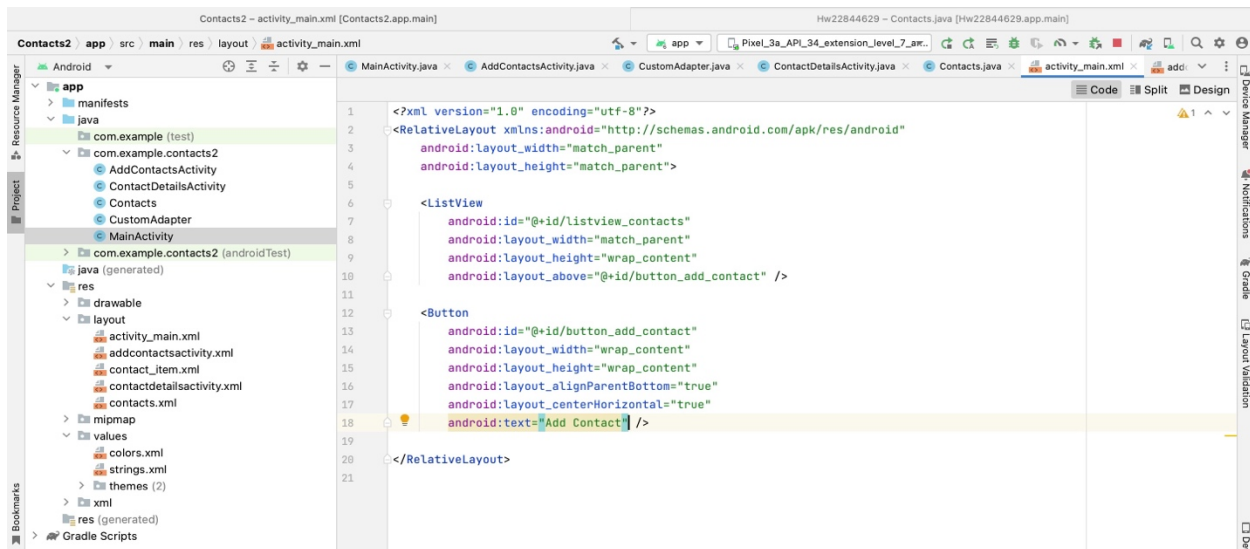 Contacts2 – activity_main.xml [Contacts2.app.main]
Hw22844629 – Contacts.java [Hw22844629.app.main]
Contacts2 app src main res layout activity_main.xml
app
Pixel_3a_API_34_extension_level_7_ar..
Android
MainActivity.java
AddContactsActivity.java
CustomAdapter.java
ContactDetailsActivity.java
Contacts.java
activity_main.xml
add
Code Split Design
Resource Manager
Project
Bookmarks
app
manifests
java
com.example (test)
com.example.contacts2
AddContactsActivity
ContactDetailsActivity
Contacts
CustomAdapter
MainActivity
com.example.contacts2 (androidTest)
java (generated)
res
drawable
layout
activity_main.xml
addcontactsactivity.xml
contact_item.xml
contactdetailsactivity.xml
contacts.xml
mipmap
values
colors.xml
strings.xml
themes (2)
xml
res (generated)
Gradle Scripts
1 <?xml version="1.0" encoding="utf-8"?>
2 <RelativeLayout xmlns:android="http://schemas.android.com/apk/res/android"
3 android:layout_width="match_parent"
4 android:layout_height="match_parent">
5
6 <ListView
7 android:id="@+id/listview_contacts"
8 android:layout_width="match_parent"
9 android:layout_height="wrap_content"
10 android:layout_above="@+id/button_add_contact" />
11
12 <Button
13 android:id="@+id/button_add_contact"
14 android:layout_width="wrap_content"
15 android:layout_height="wrap_content"
16 android:layout_alignParentBottom="true"
17 android:layout_centerHorizontal="true"
18 android:text="Add Contact" />
19
20 </RelativeLayout>
21
1
Device Manager
Notifications
Gradle
Layout Validation
De